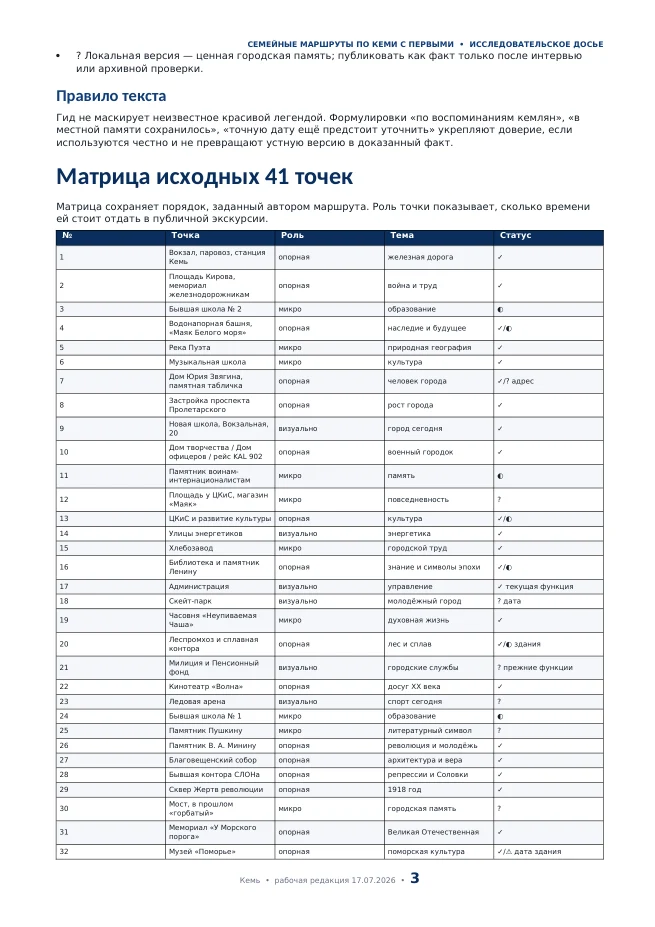 СЕМЕЙНЫЕ МАРШРУТЫ ПО КЕМИ С ПЕРВЫМИ • ИССЛЕДОВАТЕЛЬСКОЕ ДОСЬЕ
• ? Локальная версия — ценная городская память; публиковать как факт только после интервью
или архивной проверки.
Правило текста
Гид не маскирует неизвестное красивой легендой. Формулировки «по воспоминаниям кемлян», «в
местной памяти сохранилось», «точную дату ещё предстоит уточнить» укрепляют доверие, если
используются честно и не превращают устную версию в доказанный факт.
Матрица исходных 41 точек
Матрица сохраняет порядок, заданный автором маршрута. Роль точки показывает, сколько времени
ей стоит отдать в публичной экскурсии.
№ Точка Роль Тема Статус
1 Вокзал, паровоз, станция
Кемь опорная железная дорога ✓
2 Площадь Кирова,
мемориал
железнодорожникам опорная война и труд ✓
3 Бывшая школа № 2 микро образование ◐
4 Водонапорная башня,
«Маяк Белого моря» опорная наследие и будущее ✓/◐
5 Река Пуэта микро природная география ✓
6 Музыкальная школа микро культура ✓
7 Дом Юрия Звягина,
памятная табличка опорная человек города ✓/? адрес
8 Застройка проспекта
Пролетарского опорная рост города ✓
9 Новая школа, Вокзальная,
20 визуально город сегодня ✓
10 Дом творчества / Дом
офицеров / рейс KAL 902 опорная военный городок ✓
11 Памятник воинам-
интернационалистам микро память ◐
12 Площадь у ЦКиС, магазин
«Маяк» микро повседневность ?
13 ЦКиС и развитие культуры опорная культура ✓/◐
14 Улицы энергетиков визуально энергетика ✓
15 Хлебозавод микро городской труд ✓
16 Библиотека и памятник
Ленину опорная знание и символы эпохи ✓/◐
17 Администрация визуально управление ✓ текущая функция
18 Скейт-парк визуально молодёжный город ? дата
19 Часовня «Неупиваемая
Чаша» микро духовная жизнь ✓
20 Леспромхоз и сплавная
контора опорная лес и сплав ✓/◐ здания
21 Милиция и Пенсионный
фонд визуально городские службы ? прежние функции
22 Кинотеатр «Волна» опорная досуг XX века ✓
23 Ледовая арена визуально спорт сегодня ?
24 Бывшая школа № 1 микро образование ◐
25 Памятник Пушкину микро литературный символ ?
26 Памятник В. А. Минину опорная революция и молодёжь ✓
27 Благовещенский собор опорная архитектура и вера ✓
28 Бывшая контора СЛОНа опорная репрессии и Соловки ✓
29 Сквер Жертв революции опорная 1918 год ✓
30 Мост, в прошлом
«горбатый» микро городская память ?
31 Мемориал «У Морского
порога» опорная Великая Отечественная ✓
32 Музей «Поморье» опорная поморская культура ✓/⚠ дата здания
Кемь • рабочая редакция 17.07.2026 • 3